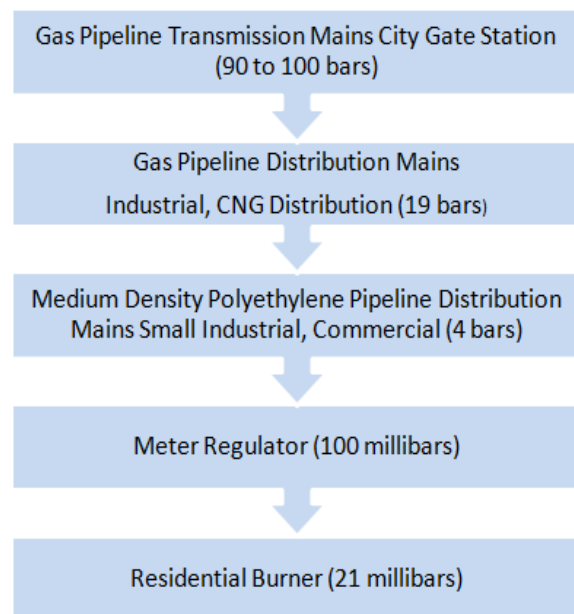 Gas Pipeline Transmission Mains City Gate Station
(90 to 100 bars)
Gas Pipeline Distribution Mains
Industrial, CNG Distribution (19 bars)
Medium Density Polyethylene Pipeline Distribution
Mains Small Industrial, Commercial (4 bars)
Meter Regulator (100 millibars)
Residential Burner (21 millibars)